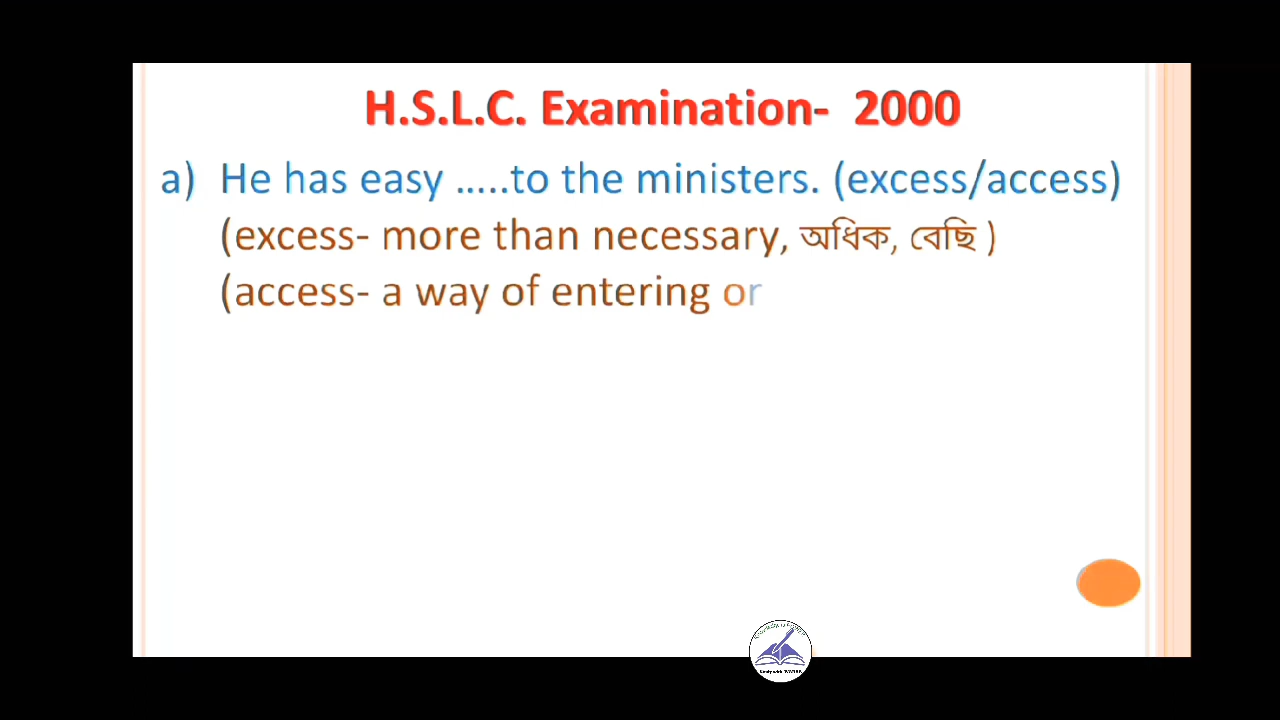 H.S.L.C. Examination- 2000
a) He has easy .....to the ministers. (excess/access)
(excess- more than necessary, অধিক, বেছি )
(access- a way of entering or